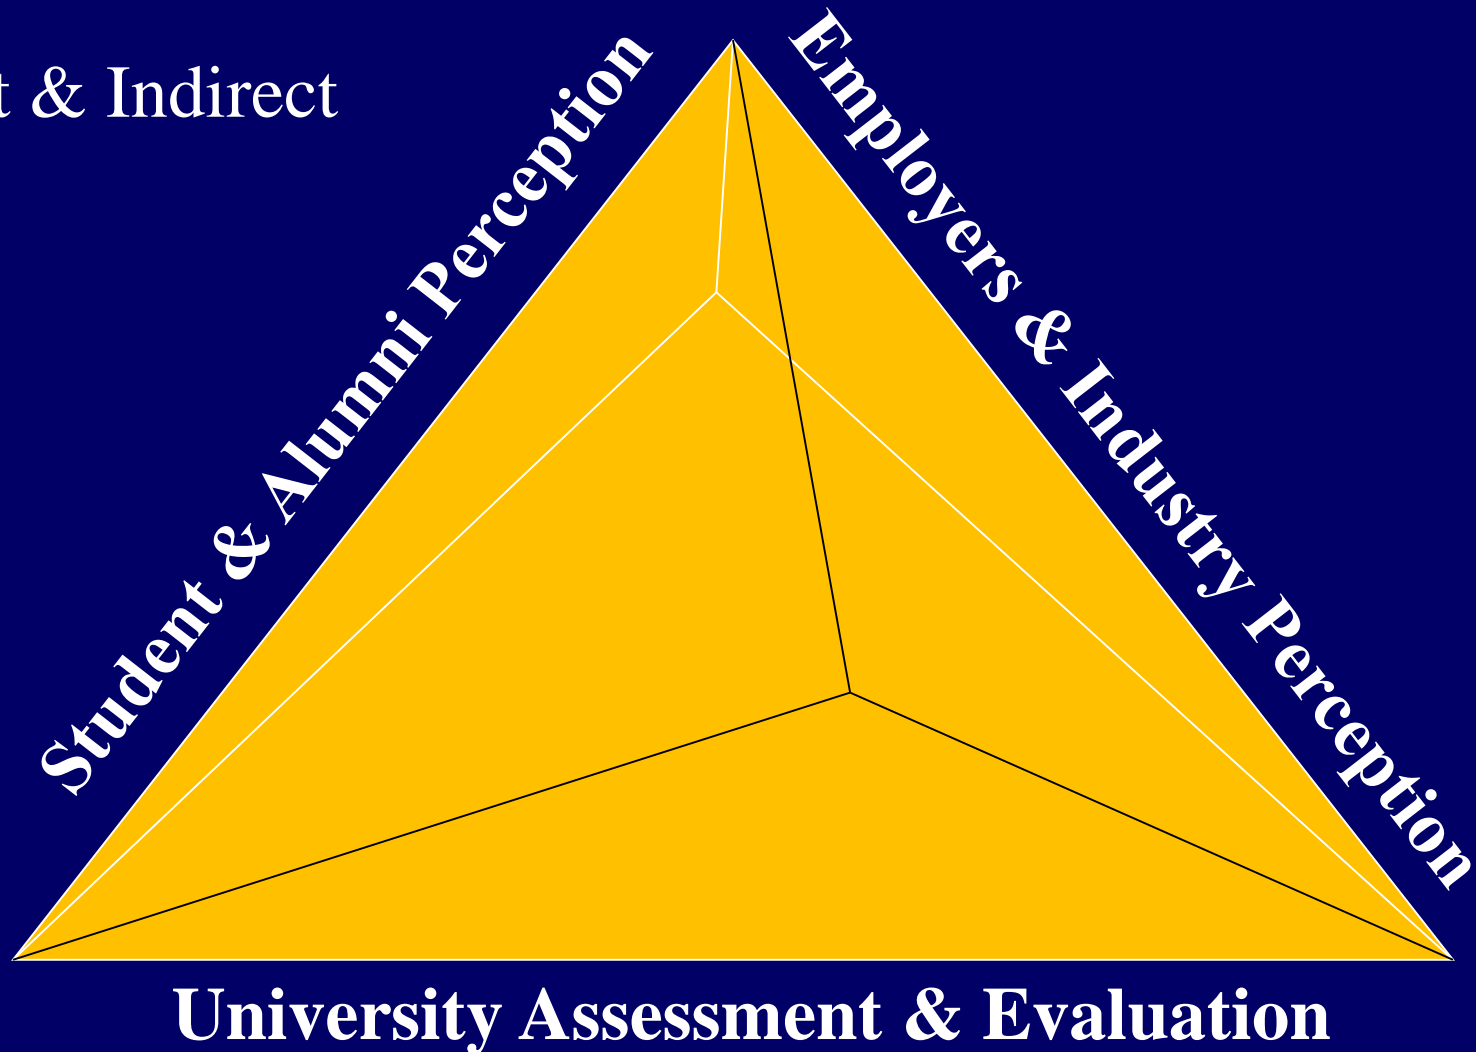 t & Indirect
Student & Alumni Perception
Employers & Industry Perception
University Assessment & Evaluation